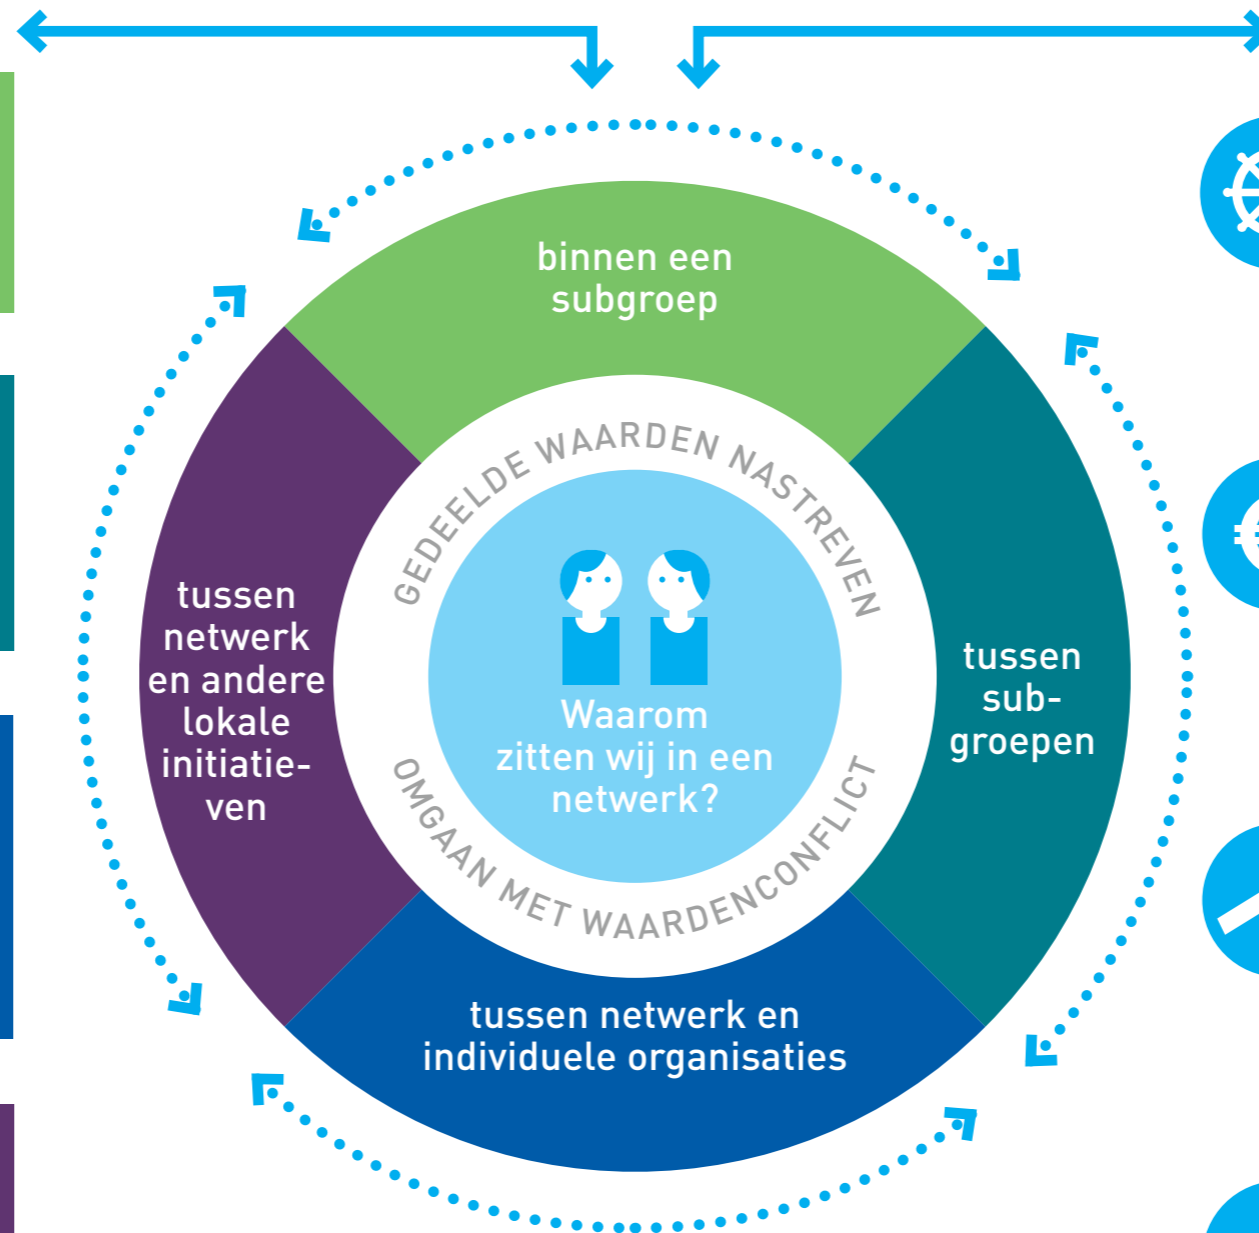 binnen een
subgroep
GEDEELDE WAARDEN NASTREVEN
tussen
netwerk
en andere
lokale
initiatie-
ven
Waarom
zitten wij in een
netwerk?
tussen
sub-
groepen
OMGAAN MET WAARDENCONFLICT
tussen netwerk en
individuele organisaties